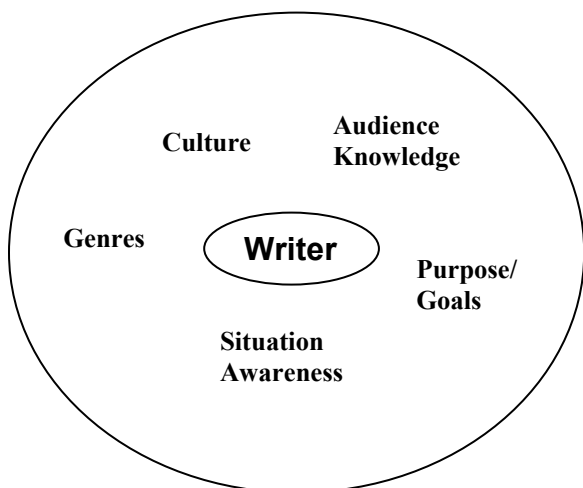 Culture
Audience
Knowledge
Genres
Writer
Purpose/
Goals
Situation
Awareness